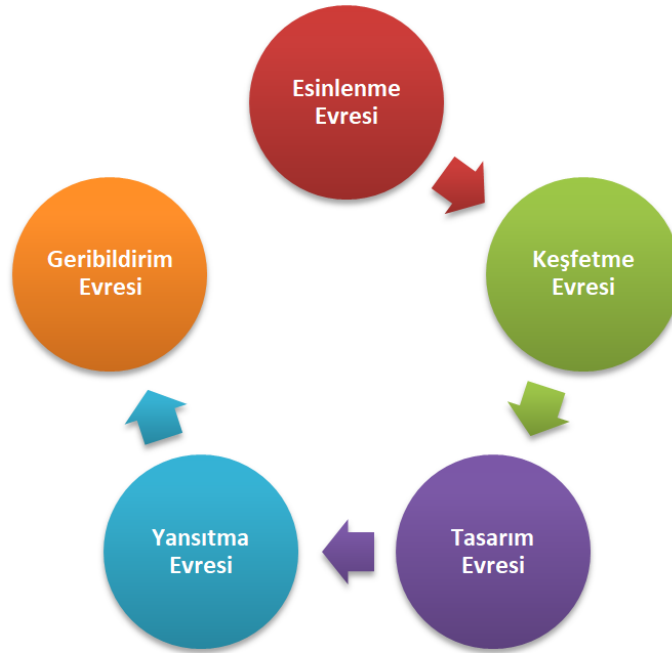 Esinlenme
Evresi
Keşfetme
Evresi
Tasarım
Evresi
Yansıtma
Evresi
Geribildirim
Evresi